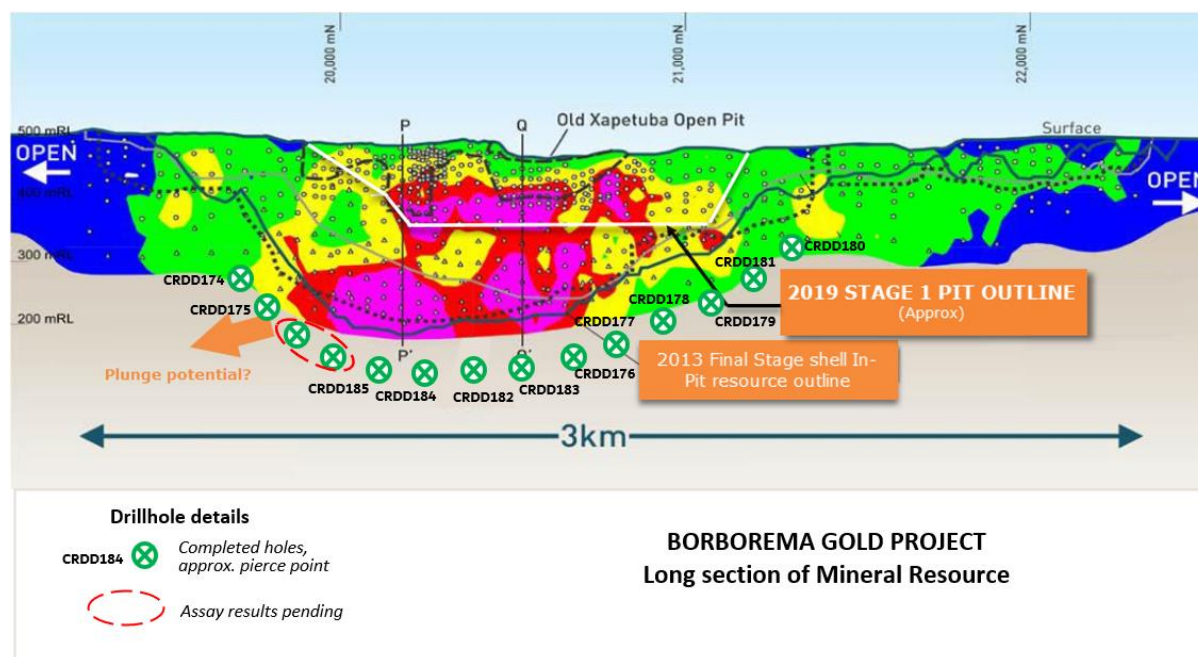 20,000 mN
21,000 mN
22,000 mN
P
Q
Old Xapetuba Open Pit
Surface
500 mRL
OPEN
400 mRL
OPEN
300 mRL
CRDD180
CRDD174
CRDD181
2019 STAGE 1 PIT OUTLINE
(Approx)
CRDD175
CRDD178
CRDD179
200 mRL
CRDD177
P'
Q'
2013 Final Stage shell In-
Pit resource outline
Plunge potential?
CRDD185
CRDD184
CRDD182
CRDD183
CRDD176
3km
Drillhole details
CRDD184
Completed holes,
approx. pierce point
Assay results pending
BORBOREMA GOLD PROJECT
Long section of Mineral Resource